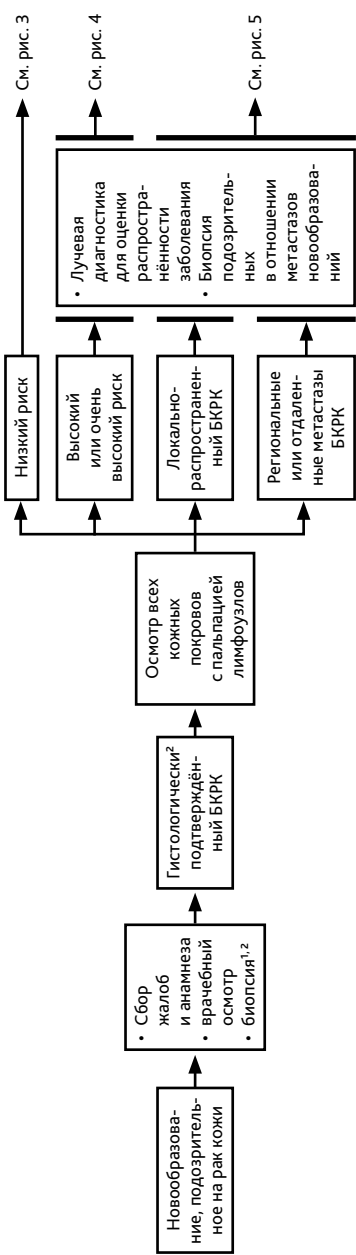 Новообразова-
ние, подозритель-
ное на рак кожи
• Сбор
жалоб
и анамнеза
• врачебный
осмотр
• биопсия¹,²
Гистологически²
подтверждён-
ный БКРК
Осмотр всех
кожных
покровов
с пальпацией
лимфоузлов
Низкий риск
Высокий
или очень
высокий риск
Локально-
распространен-
ный БКРК
Региональные
или отдален-
ные метастазы
БКРК
• Лучевая
диагностика
для оценки
распростра-
нённости
заболевания
• Биопсия
подозритель-
ных
в отношении
метастазов
новообразова-
ний
См. рис. 3
См. рис. 4
См. рис. 5